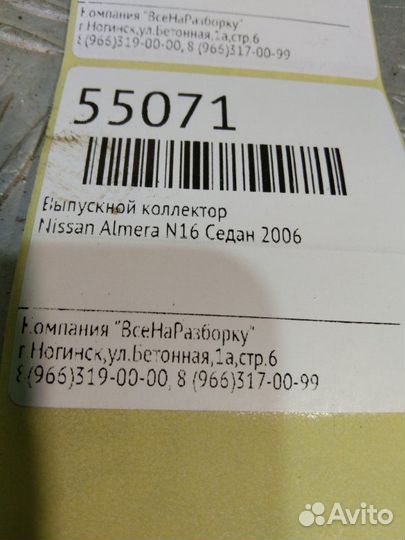 Компания "ВсеНаРазборку"
г.Ногинск,ул.Бетонная,1а,стр.6
8(966)319-00-00, 8 (966)317-00-99
55071
Выпускной коллектор
Nissan Almera N16 Седан 2006
Компания "ВсеНаРазборку"
г.Ногинск,ул.Бетонная,1а,стр.6
8(966)319-00-00, 8 (966)317-00-99
Avito